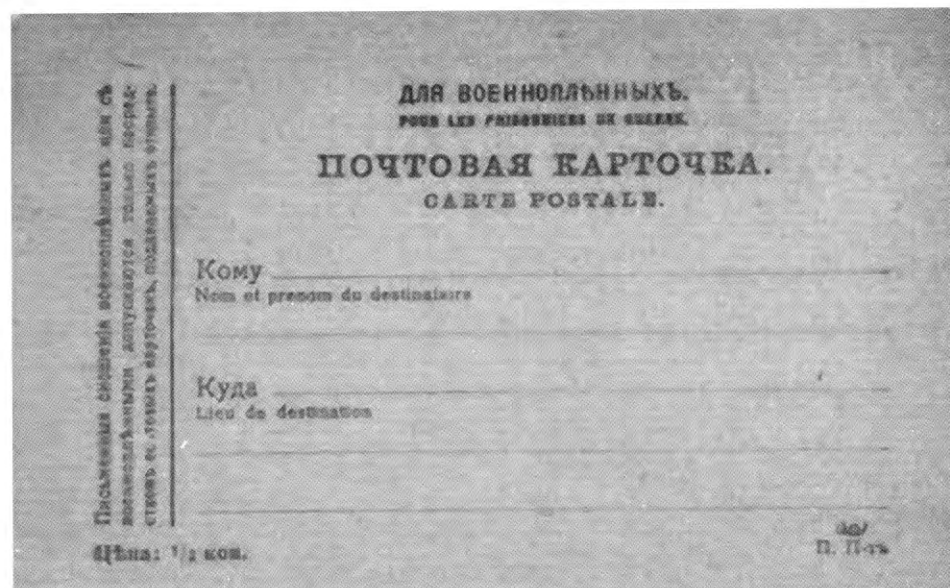 ДЛЯ ВОЕННОПЛѢННЫХЪ.
POUR LES PRISONNIERS DE GUERRE.
ПОЧТОВАЯ КАРТОЧКА.
CARTE POSTALE.
Кому
Nom et prenom du destinataire
Куда
Lieu de destination
Письменныя сношенія военноплѣнныхъ или съ
военноплѣнными допускаются только посред-
ствомъ почтовыхъ карточекъ, подлежащихъ
Цѣна: 1/2 коп.
П. П-тъ